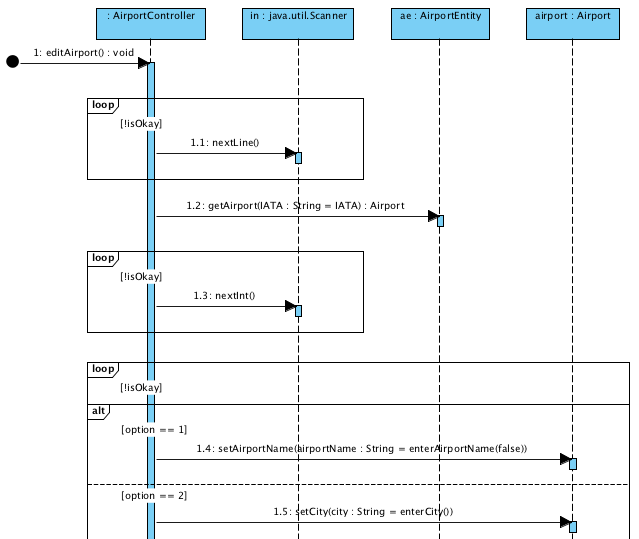 : AirportController
in : java.util.Scanner
ae : AirportEntity
airport : Airport
1: editAirport() : void
loop
[!isOkay]
1.1: nextLine()
1.2: getAirport(IATA : String = IATA) : Airport
loop
[!isOkay]
1.3: nextInt()
loop
[!isOkay]
alt
[option == 1]
1.4: setAirportName(airportName : String = enterAirportName(false))
[option == 2]
1.5: setCity(city : String = enterCity())